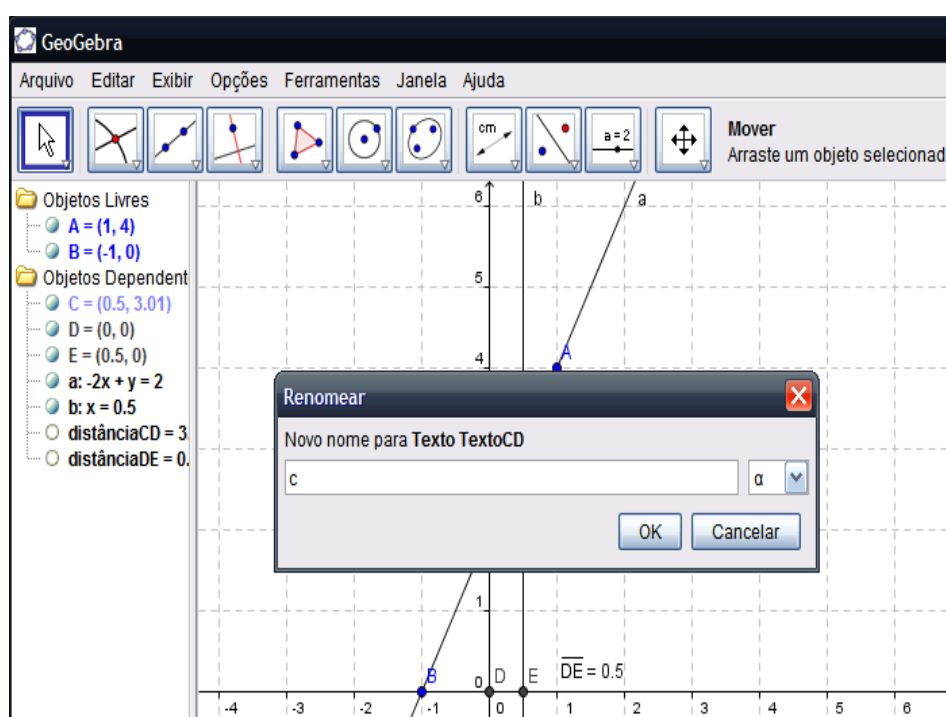 GeoGebra
Arquivo Editar Exibir Opções Ferramentas Janela Ajuda
cm
a = 2
Mover
Arraste um objeto selecionad
Objetos Livres
A = (1, 4)
B = (-1, 0)
Objetos Dependent
C = (0.5, 3.01)
D = (0, 0)
E = (0.5, 0)
a: -2x + y = 2
b: x = 0.5
distânciaCD = 3.
distânciaDE = 0.
6
b
a
5
4
A
Renomear
Novo nome para Texto TextoCD
c
α
OK Cancelar
1
0
B
D
E
DE = 0.5
-4 -3 -2 -1 0 1 2 3 4 5 6